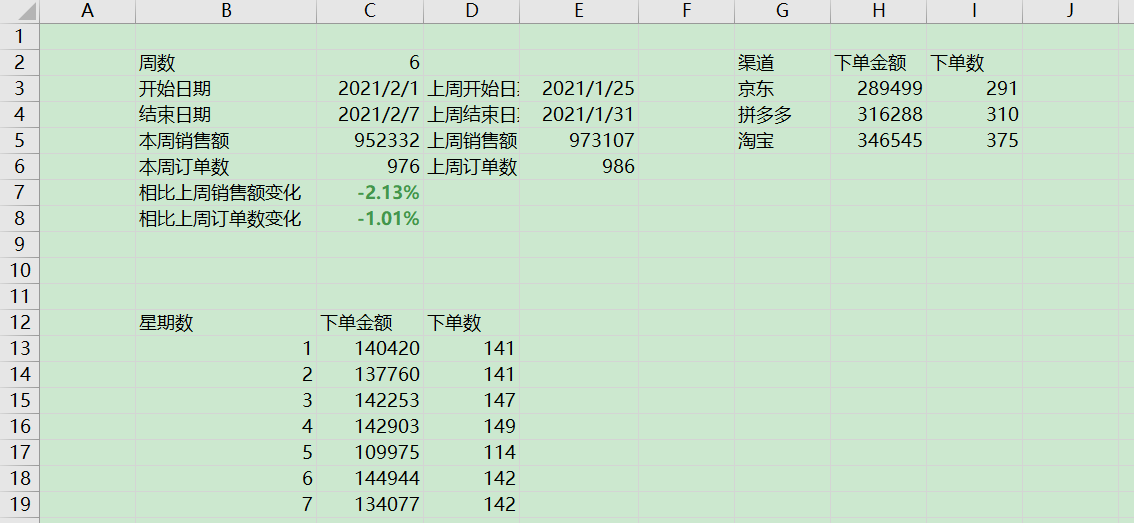 A B C D E F G H I J
1
2 周数 6 渠道 下单金额 下单数
3 开始日期 2021/2/1 上周开始日 2021/1/25 京东 289499 291
4 结束日期 2021/2/7 上周结束日 2021/1/31 拼多多 316288 310
5 本周销售额 952332 上周销售额 973107 淘宝 346545 375
6 本周订单数 976 上周订单数 986
7 相比上周销售额变化 -2.13%
8 相比上周订单数变化 -1.01%
9
10
11
12 星期数 下单金额 下单数
13 1 140420 141
14 2 137760 141
15 3 142253 147
16 4 142903 149
17 5 109975 114
18 6 144944 142
19 7 134077 142